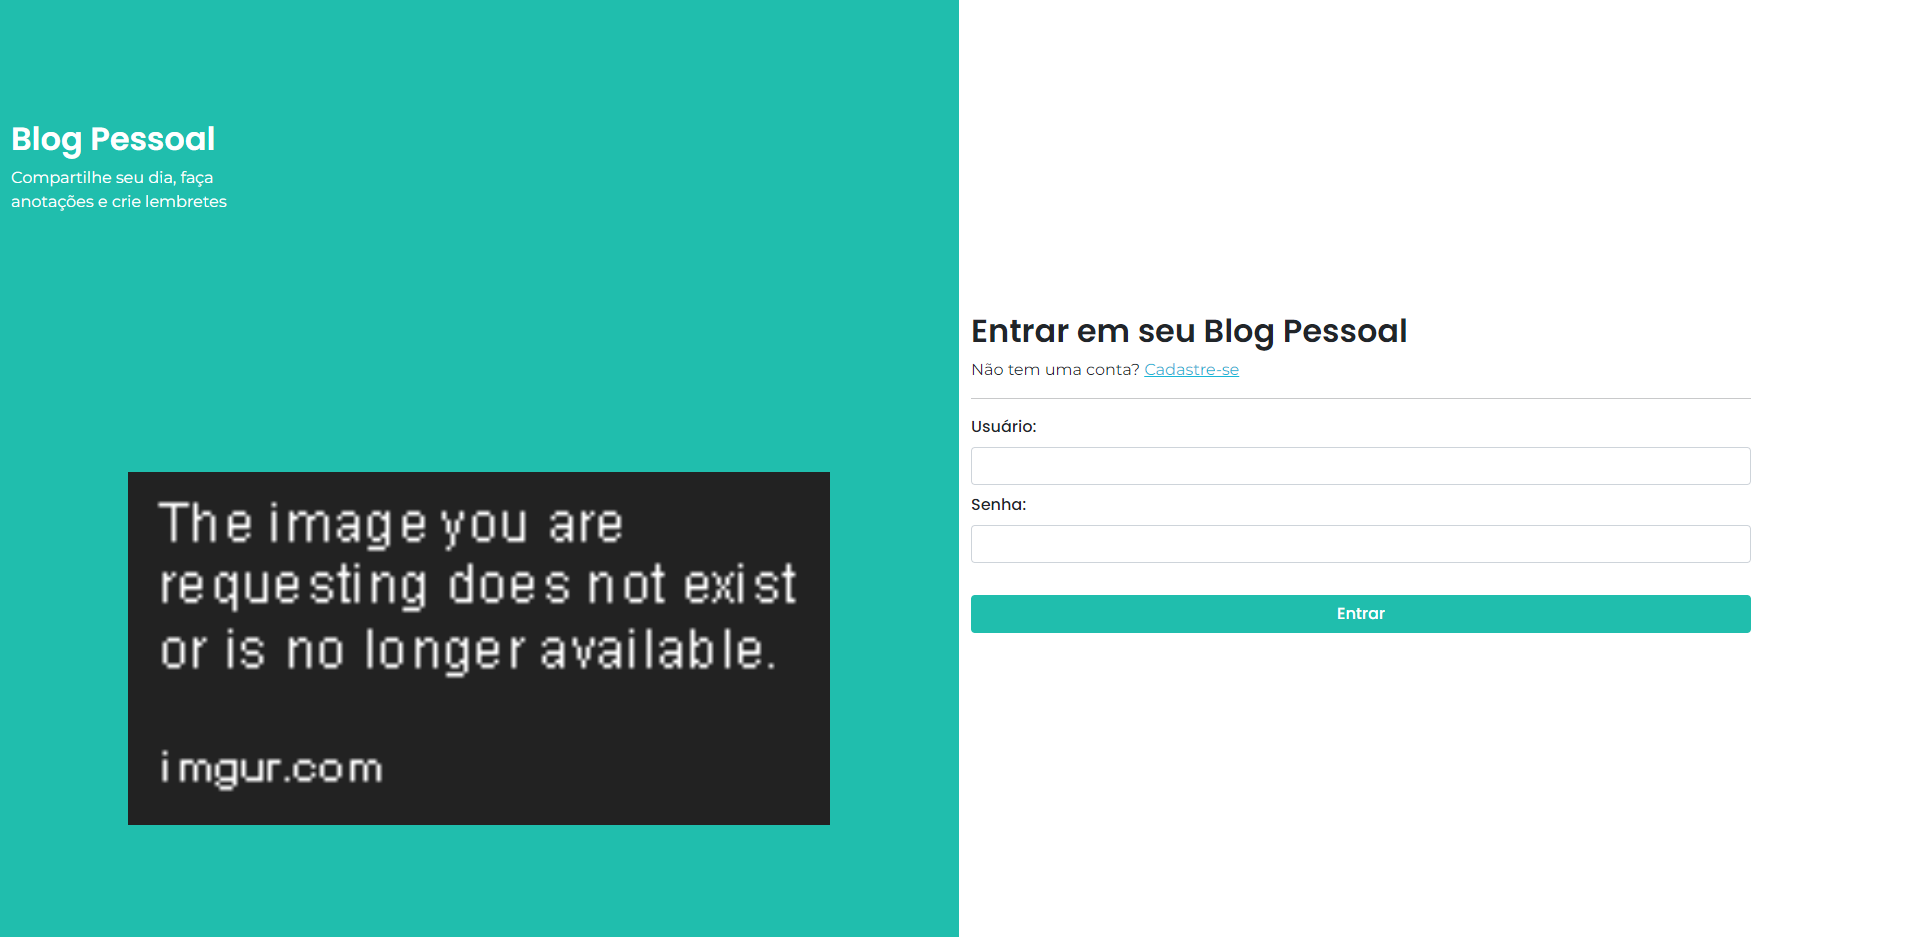 Blog Pessoal
Compartilhe seu dia, faça
anotações e crie lembretes
The image you are
requesting does not exist
or is no longer available.
imgur.com
Entrar em seu Blog Pessoal
Não tem uma conta? Cadastre-se
Usuário:
Senha:
Entrar